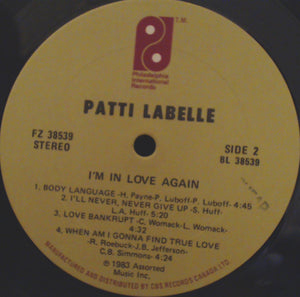 T.M.
Philadelphia
International
Records
PATTI LABELLE
FZ 38539
STEREO
SIDE 2
BL 38539
I'M IN LOVE AGAIN
1. BODY LANGUAGE -H. Payne-P. Luboff-P. Luboff- 4:45
2. I'LL NEVER, NEVER GIVE UP -S. Huff-
L.A. Huff- 5:20
3. LOVE BANKRUPT -C. Womack-L. Womack-
4:36
4. WHEN AM I GONNA FIND TRUE LOVE
-R. Roebuck-J.B. Jefferson-
C.B. Simmons- 4:24
℗ 1983 Assorted
Music Inc.
MANUFACTURED AND DISTRIBUTED BY CBS RECORDS CANADA LTD